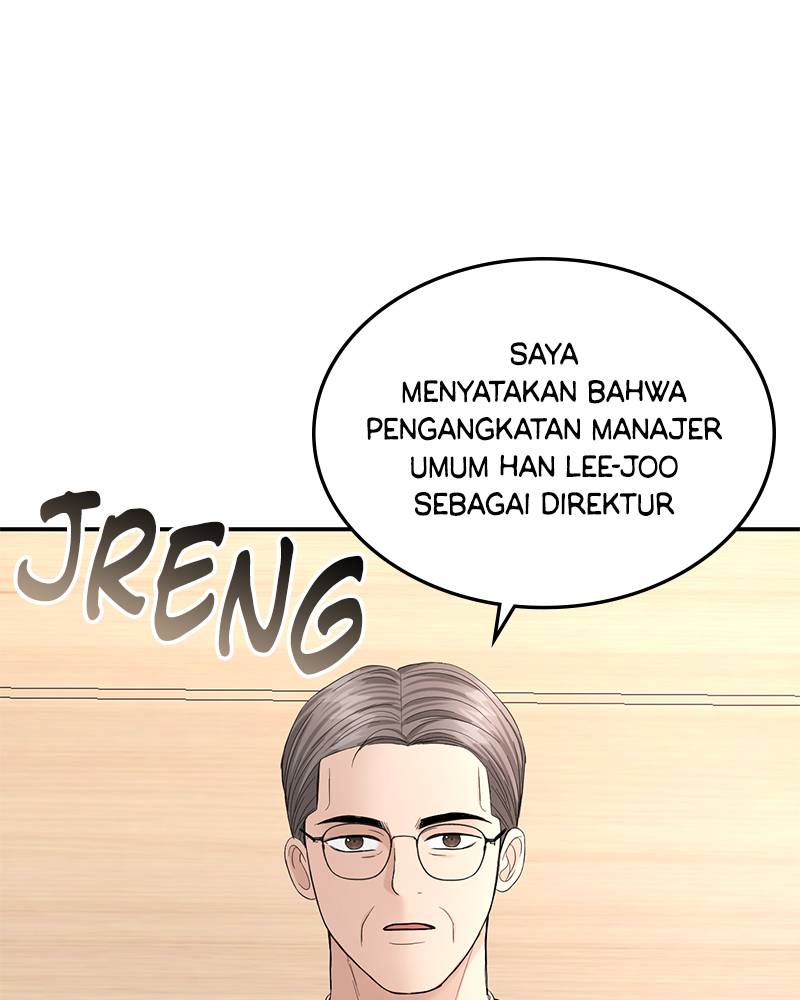 SAYA
MENYATAKAN BAHWA
PENGANGKATAN MANAJER
UMUM HAN LEE-JOO
SEBAGAI DIREKTUR
JRENG